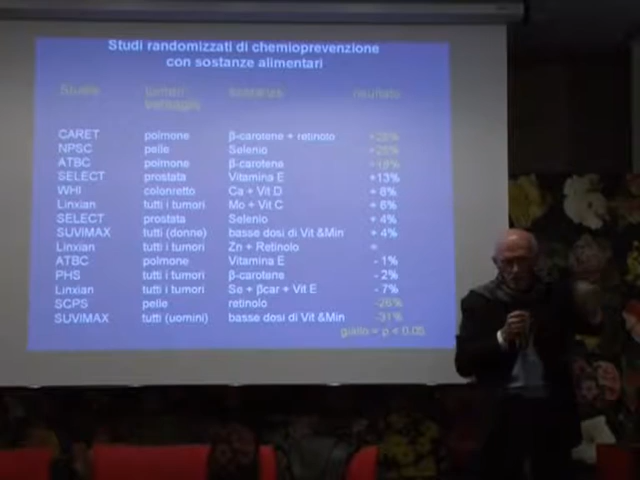 Studi randomizzati di chemioprevenzione
con sostanze alimentari
Studio tumori sostanza risultato
bersaglio
CARET polmone β-carotene + retinolo +28%
NPSC pelle Selenio +25%
ATBC polmone β-carotene +18%
SELECT prostata Vitamina E +13%
WHI colonretto Ca + Vit D + 8%
Linxian tutti i tumori Mo + Vit C + 6%
SELECT prostata Selenio + 4%
SUVIMAX tutti (donne) basse dosi di Vit &Min + 4%
Linxian tutti i tumori Zn + Retinolo =
ATBC polmone Vitamina E - 1%
PHS tutti i tumori β-carotene - 2%
Linxian tutti i tumori Se + βcar + Vit E - 7%
SCPS pelle retinolo -26%
SUVIMAX tutti (uomini) basse dosi di Vit &Min -31%
giallo = p < 0.05